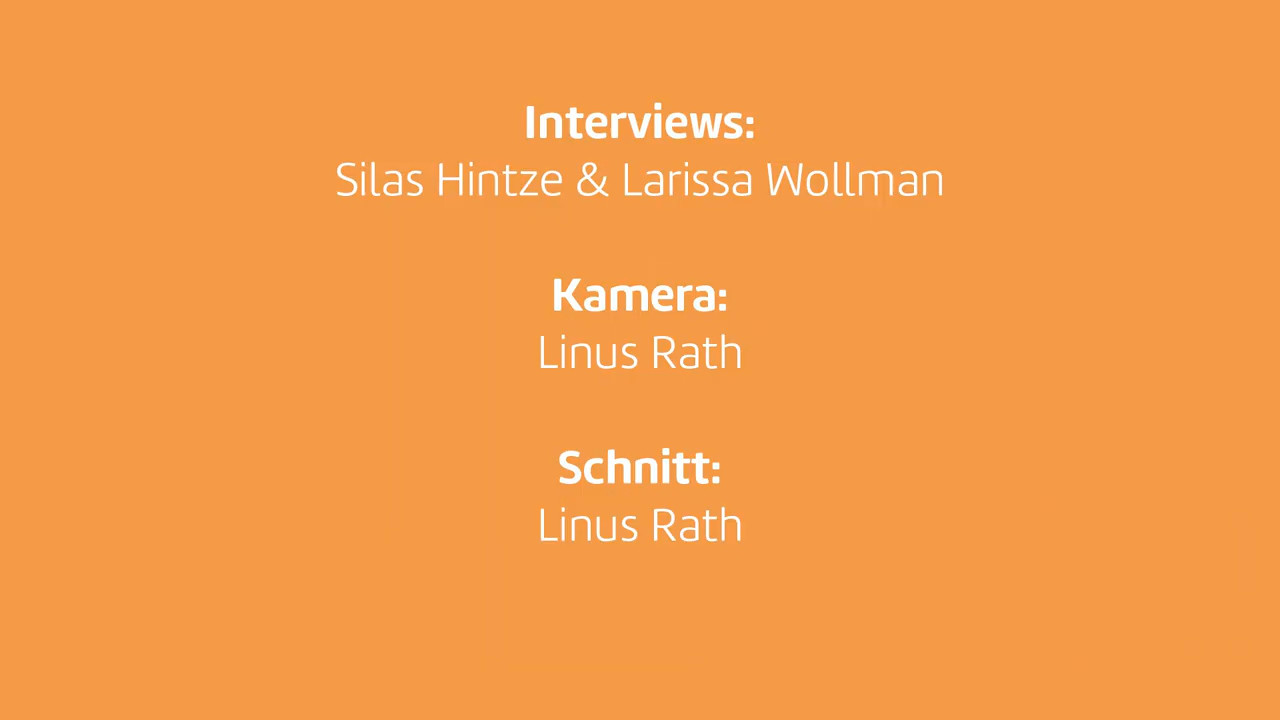 Interviews:
Silas Hintze & Larissa Wollman
Kamera:
Linus Rath
Schnitt:
Linus Rath